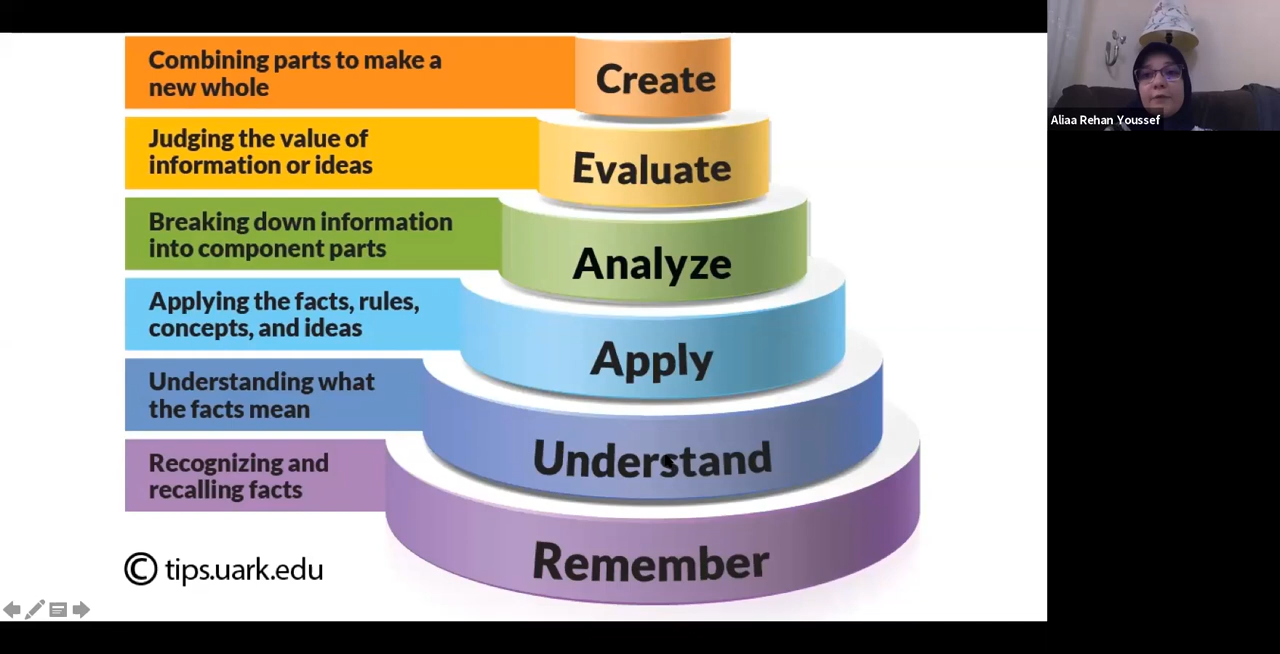 Combining parts to make a
new whole
Create
Judging the value of
information or ideas
Evaluate
Breaking down information
into component parts
Analyze
Applying the facts, rules,
concepts, and ideas
Apply
Understanding what
the facts mean
Understand
Recognizing and
recalling facts
Remember
© tips.uark.edu
Aliaa Rehan Youssef